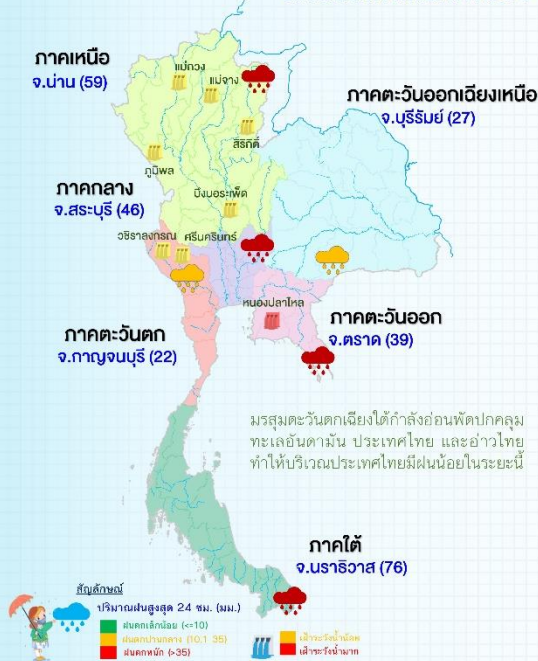 ภาคเหนือ
จ.น่าน (59)
แม่กวง
แม่จาง
สิริกิติ์
ภูมิพล
บึงบอระเพ็ด
ภาคตะวันออกเฉียงเหนือ
จ.บุรีรัมย์ (27)
ภาคกลาง
จ.สระบุรี (46)
วชิราลงกรณ
ศรีนครินทร์
หนองปลาไหล
ภาคตะวันตก
จ.กาญจนบุรี (22)
ภาคตะวันออก
จ.ตราด (39)
มรสุมตะวันตกเฉียงใต้กำลังอ่อนพัดปกคลุม
ทะเลอันดามัน ประเทศไทย และอ่าวไทย
ทำให้บริเวณประเทศไทยมีฝนน้อยในระยะนี้
ภาคใต้
จ.นราธิวาส (76)
สัญลักษณ์
ปริมาณฝนสูงสุด 24 ชม. (มม.)
ฝนตกเล็กน้อย (<=10)
ฝนตกปานกลาง (10.1 35)
ฝนตกหนัก (>35)
เฝ้าระวังน้ำน้อย
เฝ้าระวังน้ำมาก